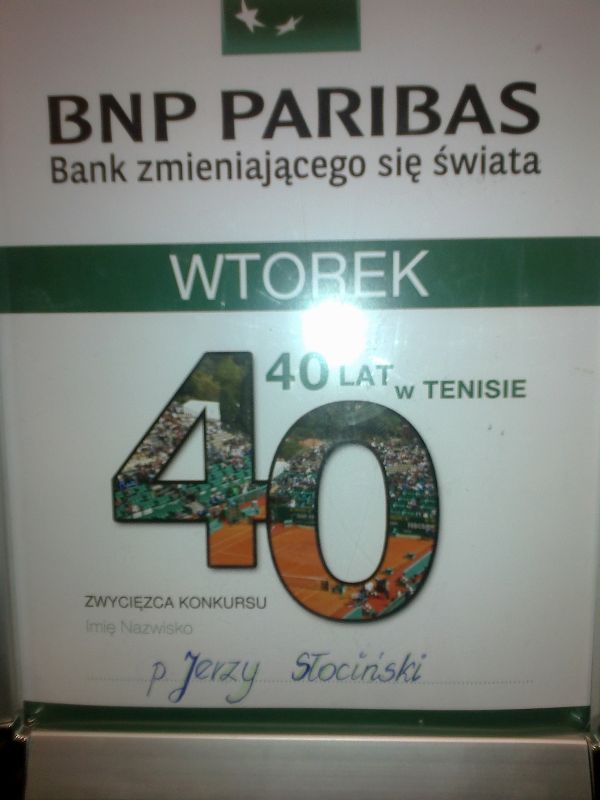 BNP PARIBAS
Bank zmieniającego się świata
WTOREK
40 LAT w TENISIE
40
ZWYCIĘZCA KONKURSU
Imię Nazwisko
p Jerzy Słociński